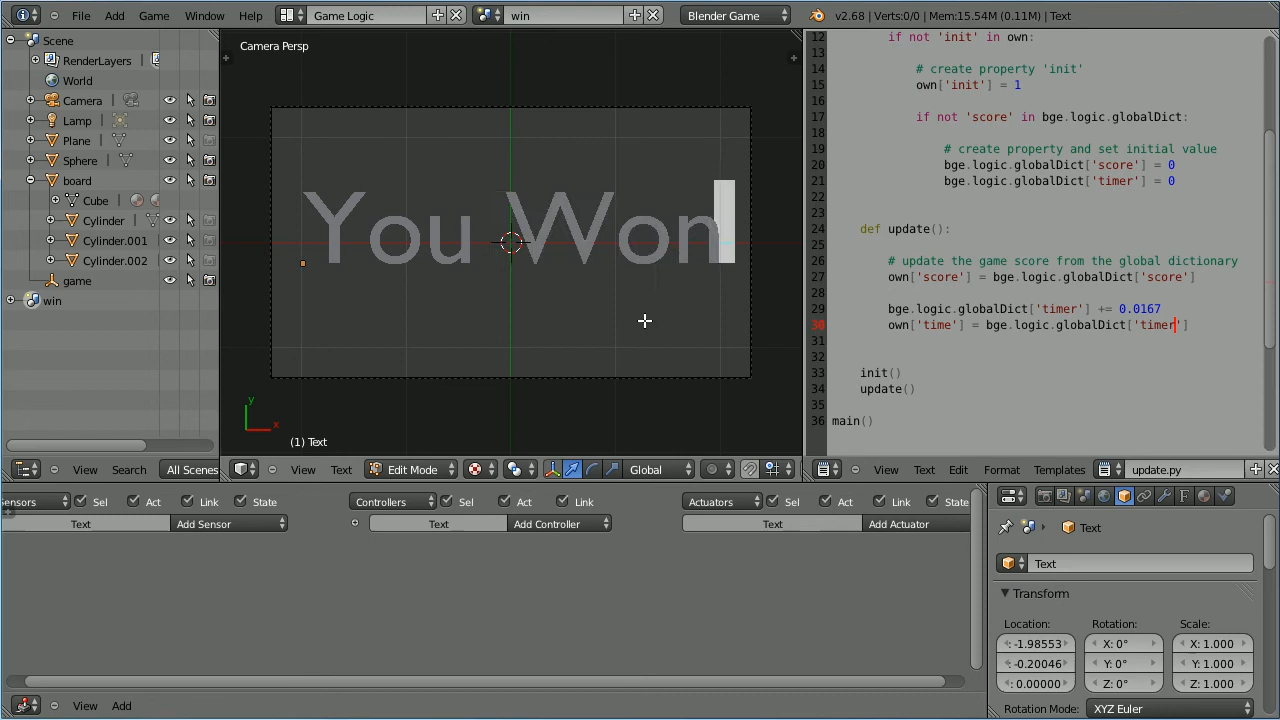 File Add Game Window Help Game Logic win Blender Game v2.68 | Verts:0/0 | Mem:15.54M (0.11M) | Text
Scene
RenderLayers |
World
Camera |
Lamp |
Plane |
Sphere |
board
Cube |
Cylinder |
Cylinder.001
Cylinder.002
game
win
View Search All Scenes
Camera Persp
You Won
y
x
(1) Text
View Text Edit Mode Global
12 if not 'init' in own:
13
14 # create property 'init'
15 own['init'] = 1
16
17 if not 'score' in bge.logic.globalDict:
18
19 # create property and set initial value
20 bge.logic.globalDict['score'] = 0
21 bge.logic.globalDict['timer'] = 0
22
23
24 def update():
25
26 # update the game score from the global dictionary
27 own['score'] = bge.logic.globalDict['score']
28
29 bge.logic.globalDict['timer'] += 0.0167
30 own['time'] = bge.logic.globalDict['timer']
31
32
33 init()
34 update()
35
36 main()
View Text Edit Format Templates update.py
ensors Sel Act Link State Controllers Sel Act Link Actuators Sel Act Link State
Text Add Sensor Text Add Controller Text Add Actuator
View Add
F
Text
Text
Transform
Location: Rotation: Scale:
: -1.98553 X: 0° X: 1.000
: -0.20046 Y: 0° Y: 1.000
: 0.00000 Z: 0° Z: 1.000
Rotation Mode: XYZ Euler